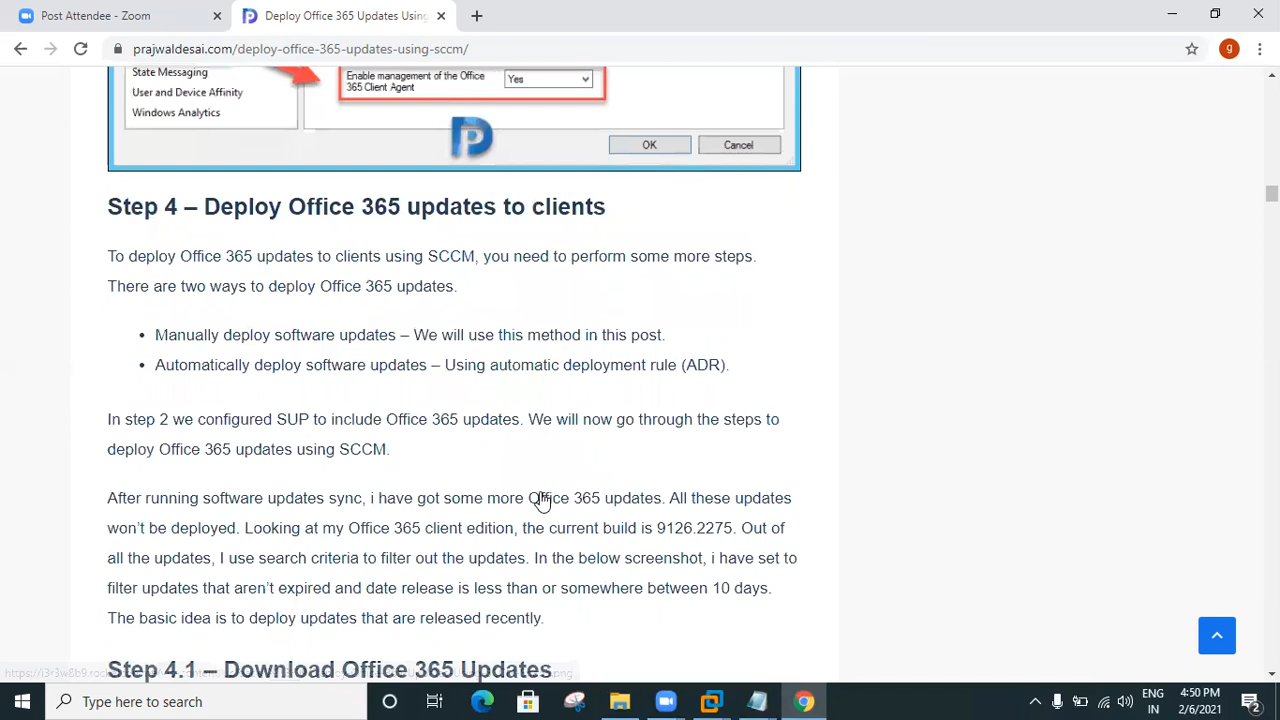 Post Attendee - Zoom
Deploy Office 365 Updates Using
prajwaldesai.com/deploy-office-365-updates-using-sccm/
g
State Messaging
User and Device Affinity
Windows Analytics
Enable management of the Office
365 Client Agent
Yes
OK
Cancel
Step 4 – Deploy Office 365 updates to clients
To deploy Office 365 updates to clients using SCCM, you need to perform some more steps.
There are two ways to deploy Office 365 updates.
• Manually deploy software updates – We will use this method in this post.
• Automatically deploy software updates – Using automatic deployment rule (ADR).
In step 2 we configured SUP to include Office 365 updates. We will now go through the steps to
deploy Office 365 updates using SCCM.
After running software updates sync, i have got some more Office 365 updates. All these updates
won't be deployed. Looking at my Office 365 client edition, the current build is 9126.2275. Out of
all the updates, I use search criteria to filter out the updates. In the below screenshot, i have set to
filter updates that aren't expired and date release is less than or somewhere between 10 days.
The basic idea is to deploy updates that are released recently.
Step 4.1 – Download Office 365 Updates
Type here to search
ENG
IN
4:50 PM
2/6/2021
2